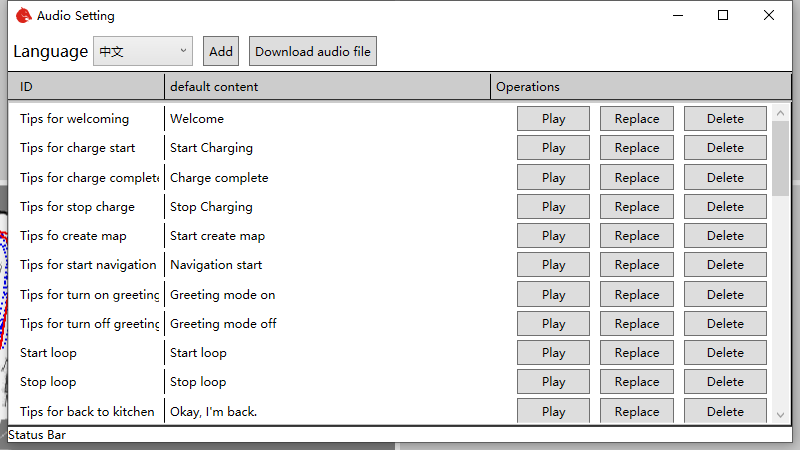 Audio Setting
Language 中文 Add Download audio file
ID default content Operations
Tips for welcoming Welcome Play Replace Delete
Tips for charge start Start Charging Play Replace Delete
Tips for charge complete Charge complete Play Replace Delete
Tips for stop charge Stop Charging Play Replace Delete
Tips fo create map Start create map Play Replace Delete
Tips for start navigation Navigation start Play Replace Delete
Tips for turn on greeting Greeting mode on Play Replace Delete
Tips for turn off greeting Greeting mode off Play Replace Delete
Start loop Start loop Play Replace Delete
Stop loop Stop loop Play Replace Delete
Tips for back to kitchen Okay, I'm back. Play Replace Delete
Status Bar